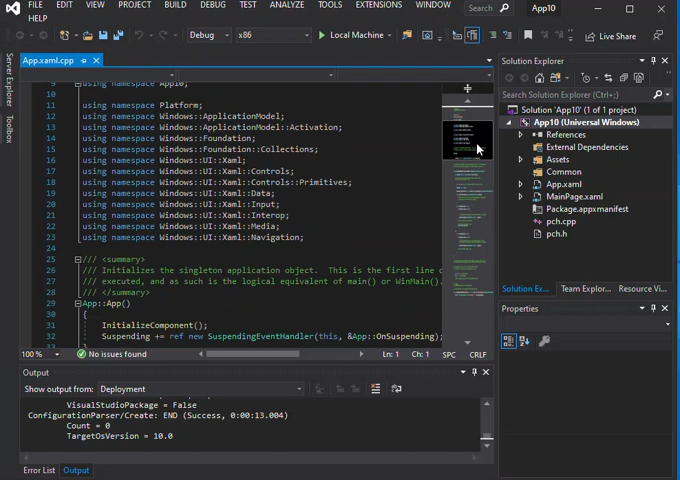 FILE EDIT VIEW PROJECT BUILD DEBUG TEST ANALYZE TOOLS EXTENSIONS WINDOW Search App10
HELP
Debug x86 Local Machine Live Share
App.xaml.cpp
Server Explorer
Toolbox
9 using namespace App10;
10
11 using namespace Platform;
12 using namespace Windows::ApplicationModel;
13 using namespace Windows::ApplicationModel::Activation;
14 using namespace Windows::Foundation;
15 using namespace Windows::Foundation::Collections;
16 using namespace Windows::UI::Xaml;
17 using namespace Windows::UI::Xaml::Controls;
18 using namespace Windows::UI::Xaml::Controls::Primitives;
19 using namespace Windows::UI::Xaml::Data;
20 using namespace Windows::UI::Xaml::Input;
21 using namespace Windows::UI::Xaml::Interop;
22 using namespace Windows::UI::Xaml::Media;
23 using namespace Windows::UI::Xaml::Navigation;
24
25 /// <summary>
26 /// Initializes the singleton application object.  This is the first line o
27 /// executed, and as such is the logical equivalent of main() or WinMain().
28 /// </summary>
29 App::App()
30 {
31 InitializeComponent();
32 Suspending += ref new SuspendingEventHandler(this, &App::OnSuspending);
33 }
100 % No issues found Ln: 1 Ch: 1 SPC CRLF
Output
Show output from: Deployment
VisualStudioPackage = False
ConfigurationParser/Create: END (Success, 0:00:13.004)
Count = 0
TargetOsVersion = 10.0
Error List Output
Solution Explorer
Search Solution Explorer (Ctrl+;)
Solution 'App10' (1 of 1 project)
App10 (Universal Windows)
References
External Dependencies
Assets
Common
App.xaml
MainPage.xaml
Package.appxmanifest
pch.cpp
pch.h
Solution Ex... Team Explor... Resource Vi...
Properties